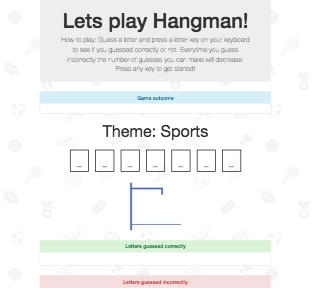 Lets play Hangman!
How to play: Guess a letter and press a letter key on your keyboard
to see if you guessed correctly or not. Everytime you guess
incorrectly the number of guesses you can make will decrease.
Press any key to get started!
Game outcome
Theme: Sports
_ _ _ _ _ _ _
Letters guessed correctly
Letters guessed incorrectly